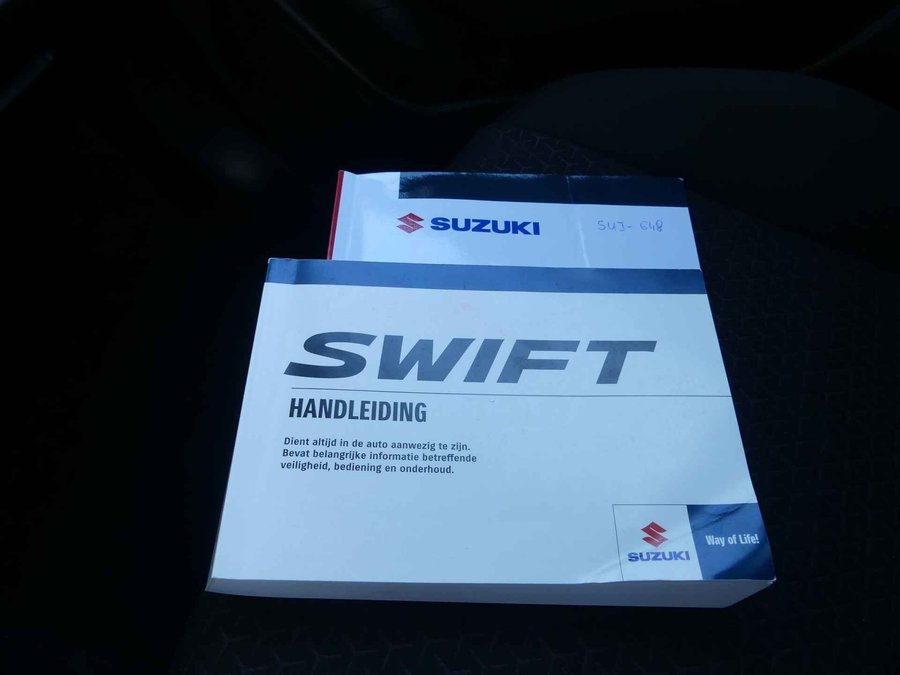 SUZUKI
SUJ-648
SWIFT
HANDLEIDING
Dient altijd in de auto aanwezig te zijn.
Bevat belangrijke informatie betreffende
veiligheid, bediening en onderhoud.
SUZUKI
Way of Life!